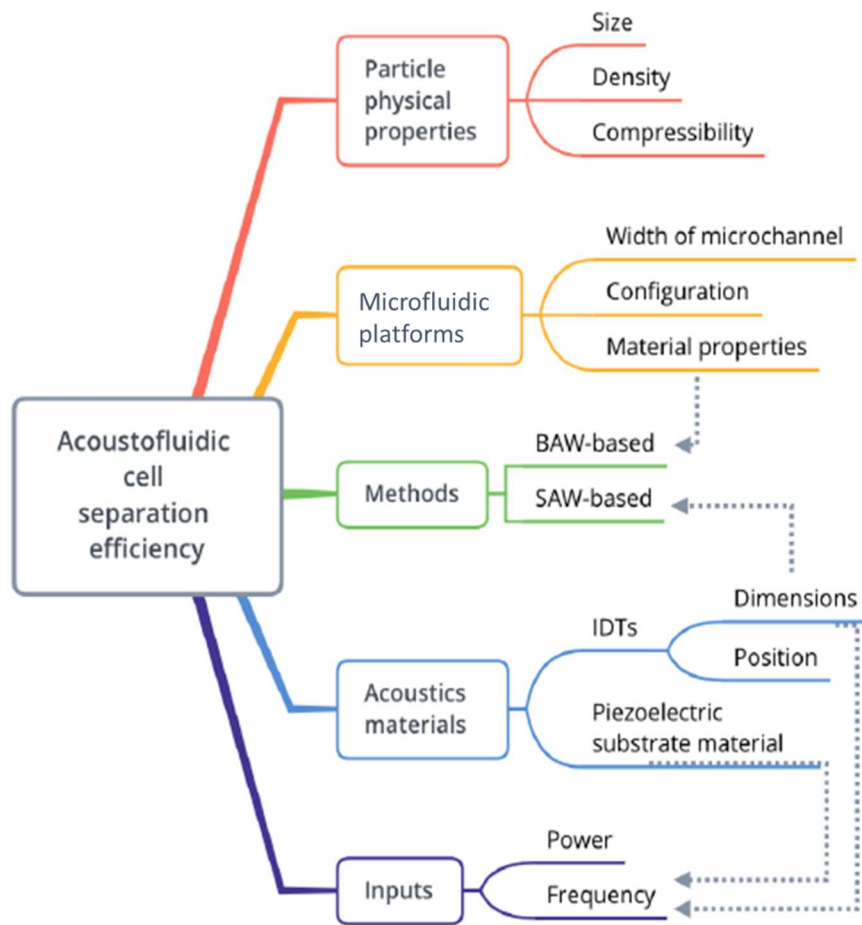 Acoustofluidic
cell
separation
efficiency
Particle
physical
properties
Size
Density
Compressibility
Microfluidic
platforms
Width of microchannel
Configuration
Material properties
Methods
BAW-based
SAW-based
Acoustics
materials
IDTs
Dimensions
Position
Piezoelectric
substrate material
Inputs
Power
Frequency